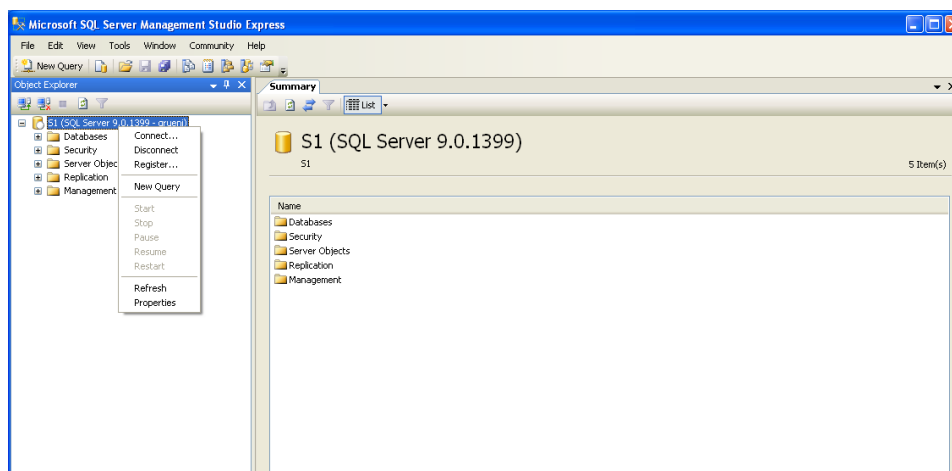 Microsoft SQL Server Management Studio Express
File Edit View Tools Window Community Help
New Query
Object Explorer
Summary
List
S1 (SQL Server 9.0.1399 - grueni)
Databases
Security
Server Objec
Replication
Management
Connect...
Disconnect
Register...
New Query
Start
Stop
Pause
Resume
Restart
Refresh
Properties
S1 (SQL Server 9.0.1399)
S1
5 Item(s)
Name
Databases
Security
Server Objects
Replication
Management